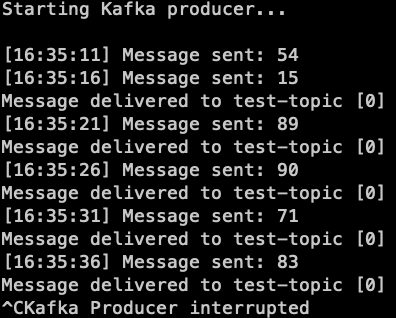 Starting Kafka producer...
[16:35:11] Message sent: 54
[16:35:16] Message sent: 15
Message delivered to test-topic [0]
[16:35:21] Message sent: 89
Message delivered to test-topic [0]
[16:35:26] Message sent: 90
Message delivered to test-topic [0]
[16:35:31] Message sent: 71
Message delivered to test-topic [0]
[16:35:36] Message sent: 83
Message delivered to test-topic [0]
^CKafka Producer interrupted